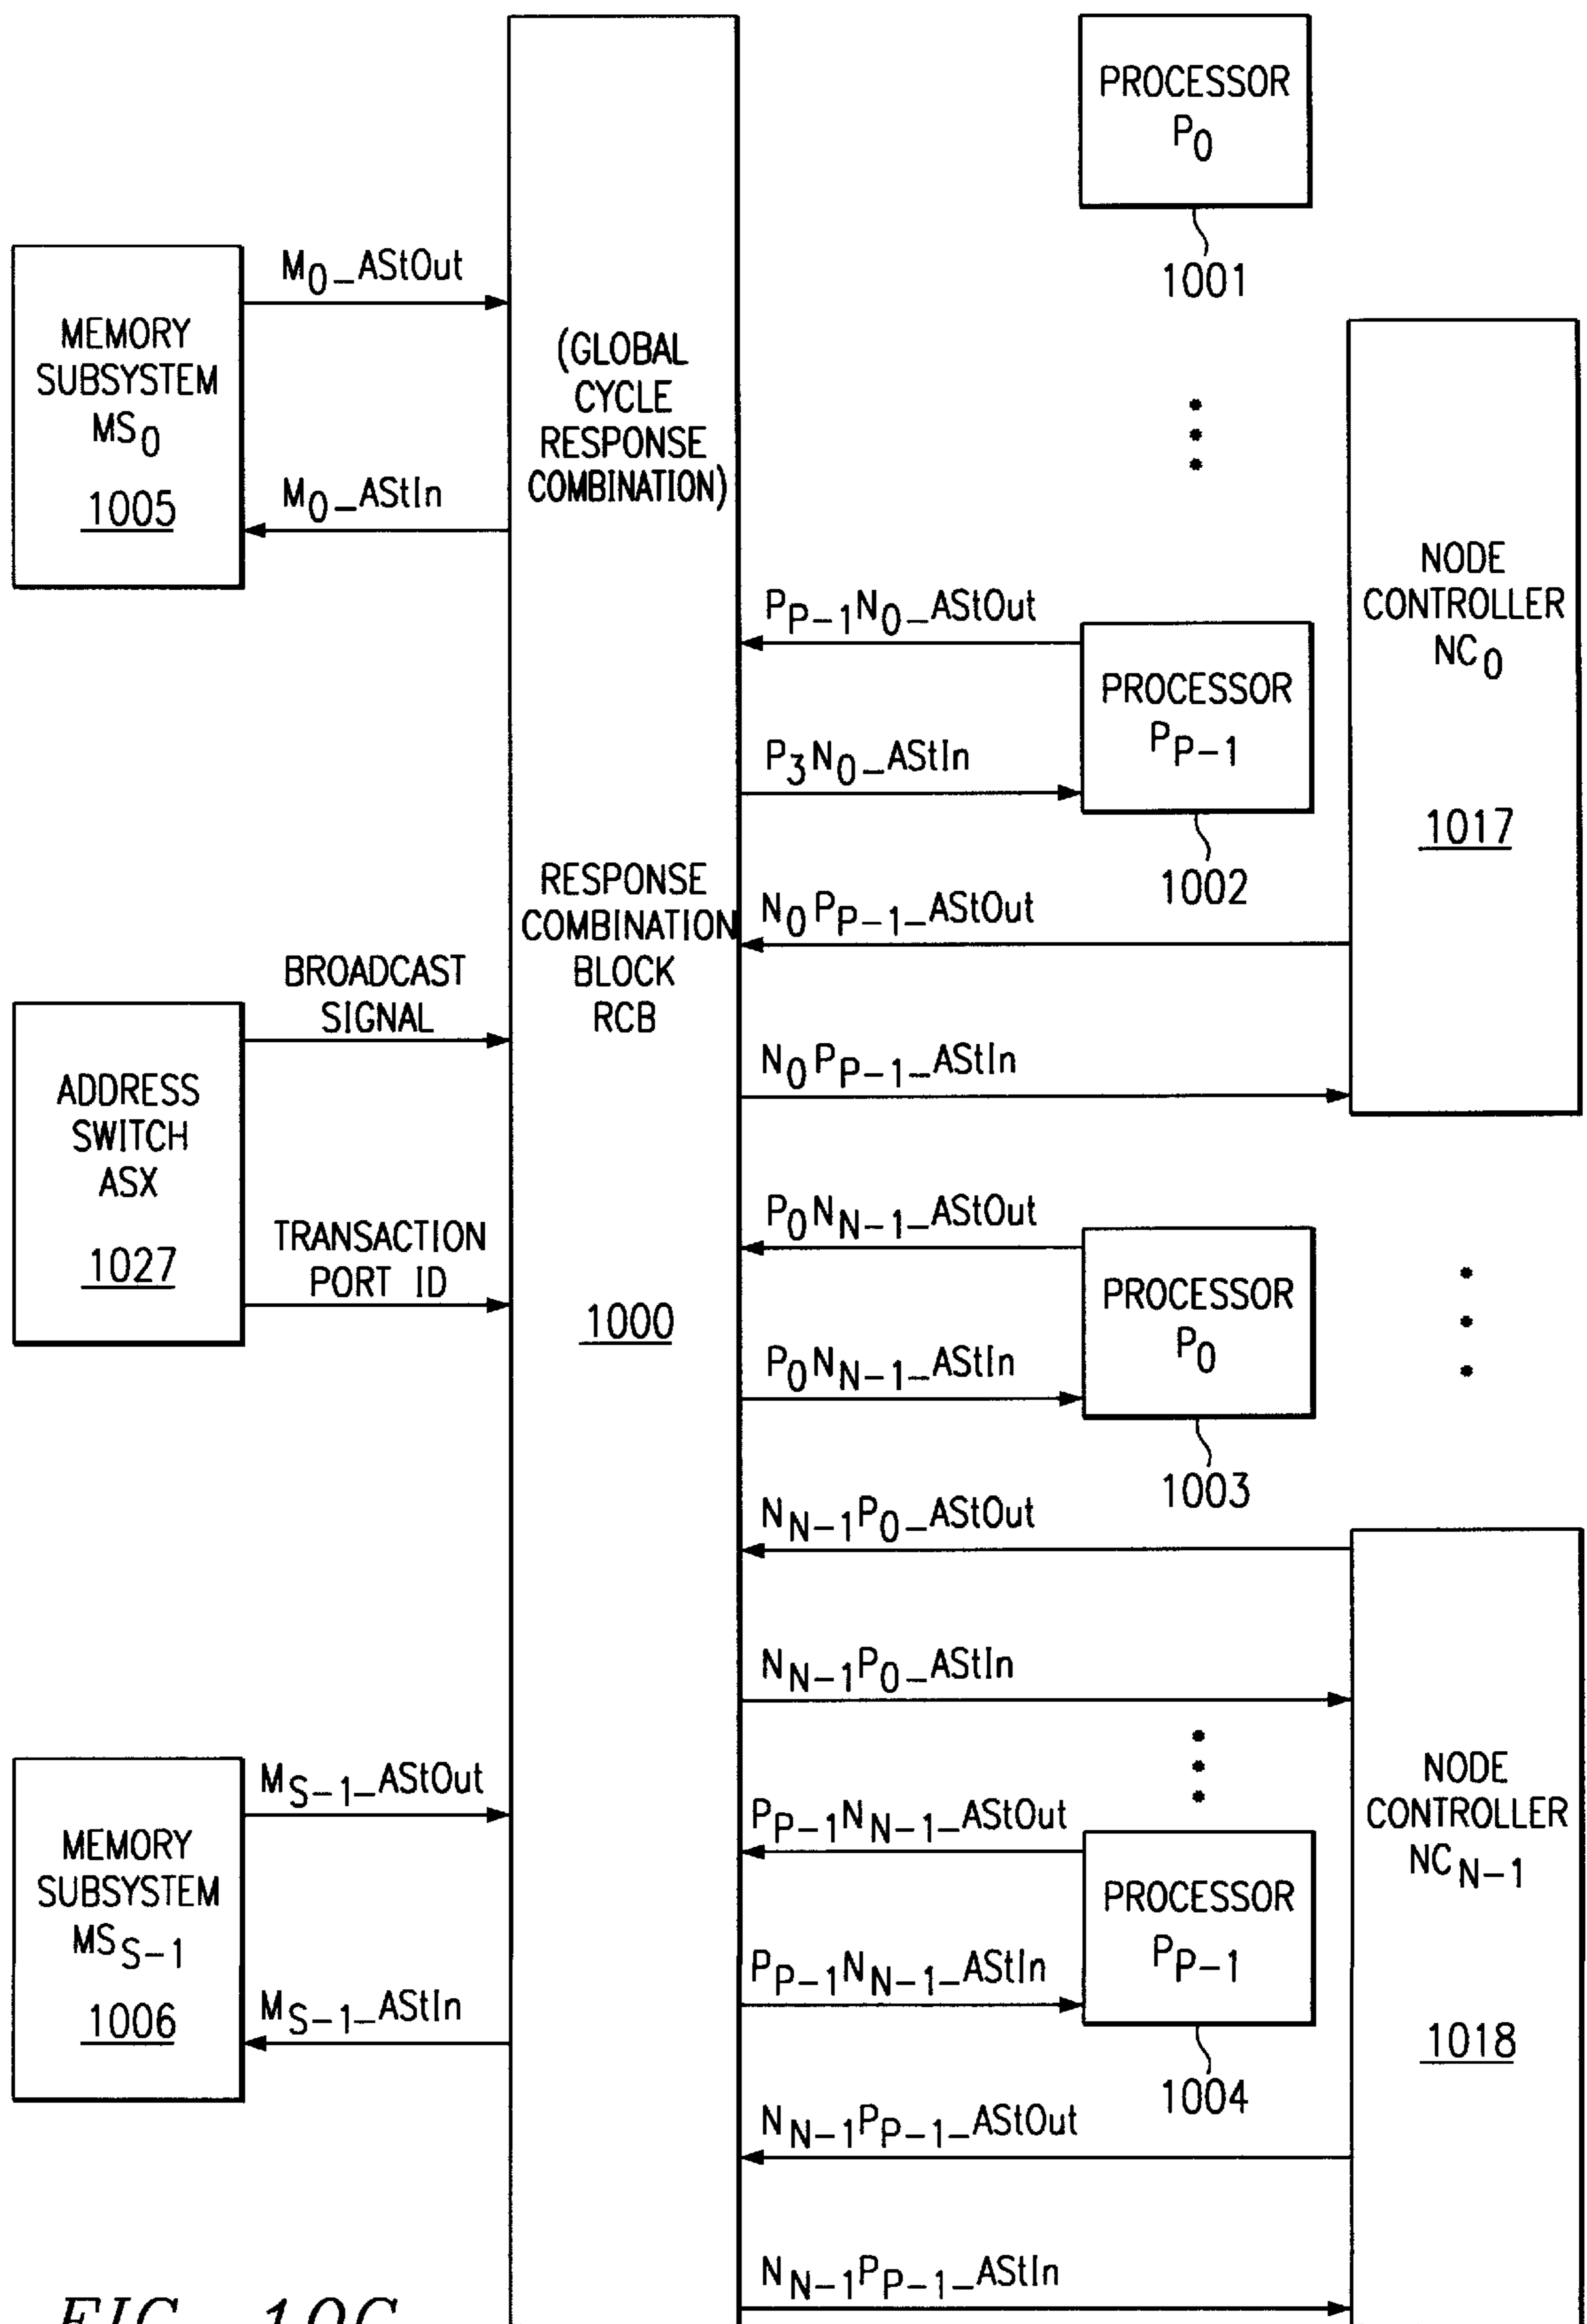 PROCESSOR
P0
1001
M0_AStOut
MEMORY
SUBSYSTEM
MS0
1005
M0_AStIn
(GLOBAL
CYCLE
RESPONSE
COMBINATION)
NODE
CONTROLLER
NC0
1017
PP-1N0_AStOut
PROCESSOR
PP-1
P3N0_AStIn
1002
RESPONSE
COMBINATION
BLOCK
RCB
1000
N0PP-1_AStOut
N0PP-1_AStIn
BROADCAST
SIGNAL
ADDRESS
SWITCH
ASX
1027
TRANSACTION
PORT ID
P0NN-1_AStOut
PROCESSOR
P0
P0NN-1_AStIn
1003
NN-1P0_AStOut
NN-1P0_AStIn
NODE
CONTROLLER
NCN-1
1018
MS-1_AStOut
MEMORY
SUBSYSTEM
MSS-1
1006
MS-1_AStIn
PP-1NN-1_AStOut
PROCESSOR
PP-1
PP-1NN-1_AStIn
1004
NN-1PP-1_AStOut
NN-1PP-1_AStIn
FIG. 10C